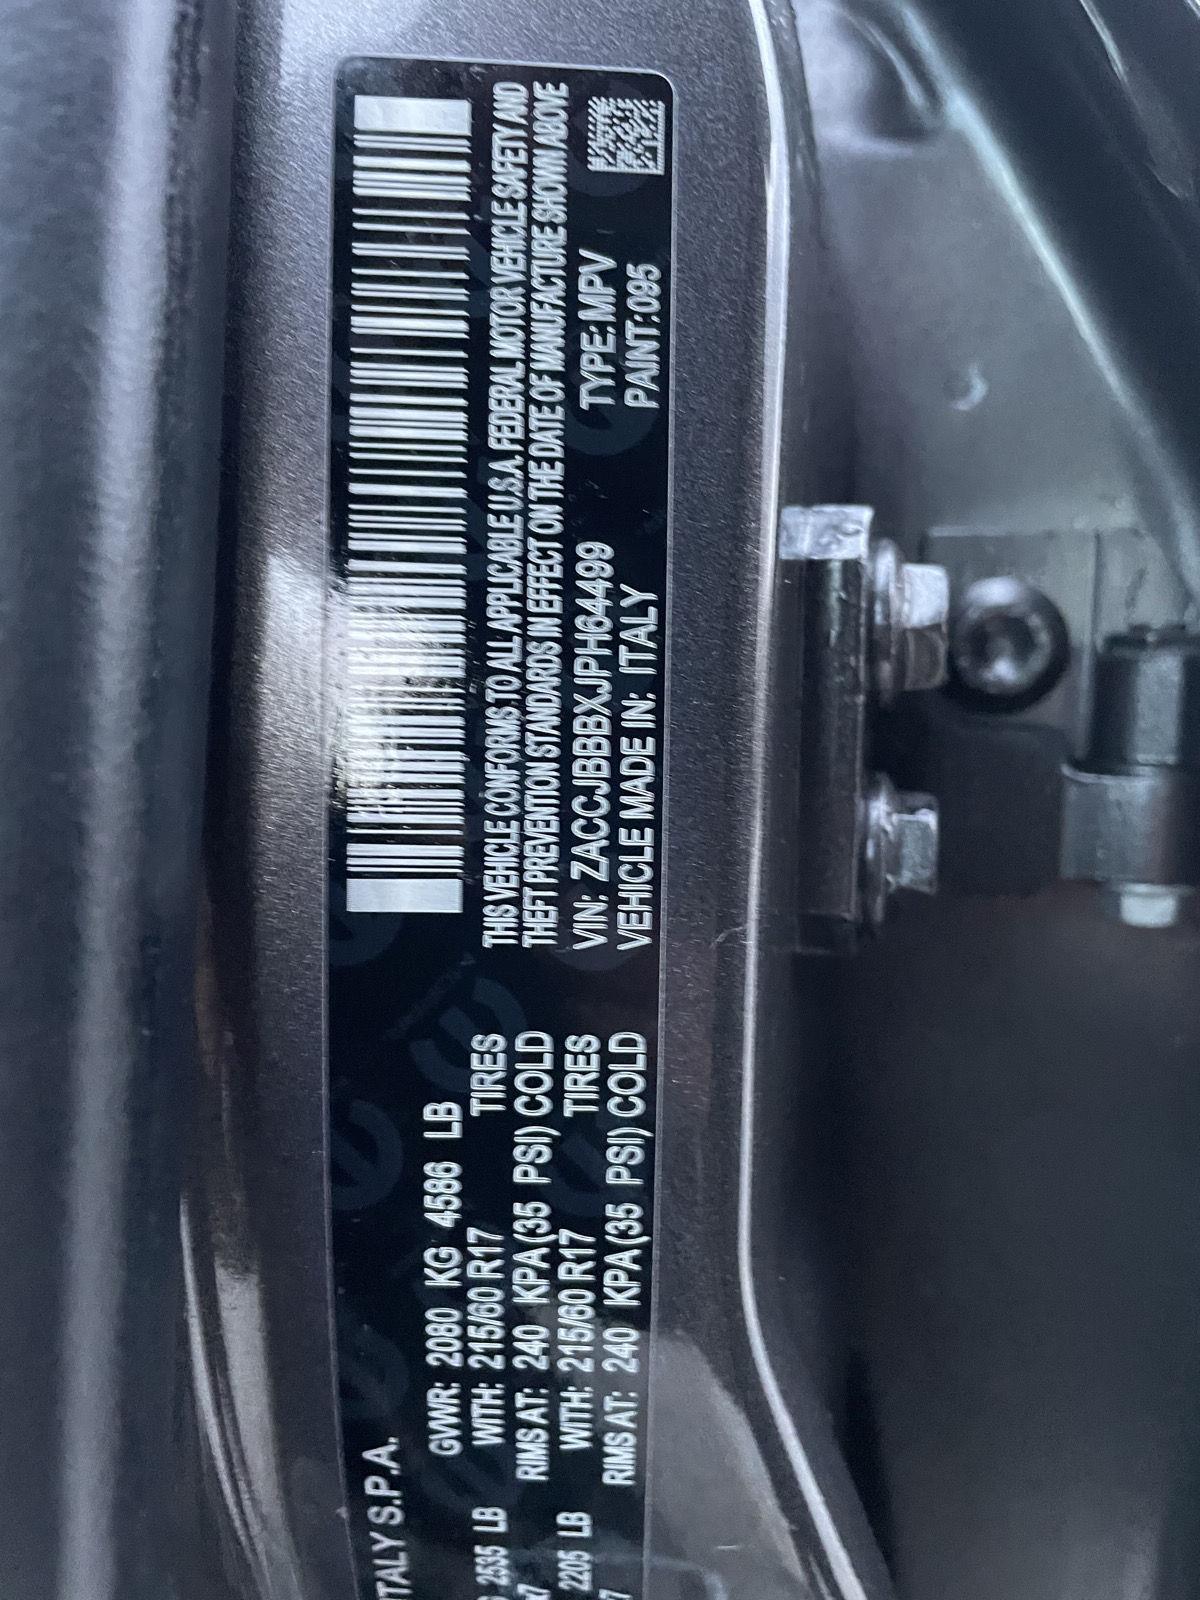 ITALY S.P.A.
GVWR: 2080 KG 4586 LB
2535 LB WITH: 215/60 R17 TIRES
RIMS AT: 240 KPA(35 PSI) COLD
2205 LB WITH: 215/60 R17 TIRES
RIMS AT: 240 KPA(35 PSI) COLD
THIS VEHICLE CONFORMS TO ALL APPLICABLE U.S.A. FEDERAL MOTOR VEHICLE SAFETY AND
THEFT PREVENTION STANDARDS IN EFFECT ON THE DATE OF MANUFACTURE SHOWN ABOVE
VIN: ZACCJBBBXJPH64499 TYPE: MPV
VEHICLE MADE IN: ITALY PAINT: 095